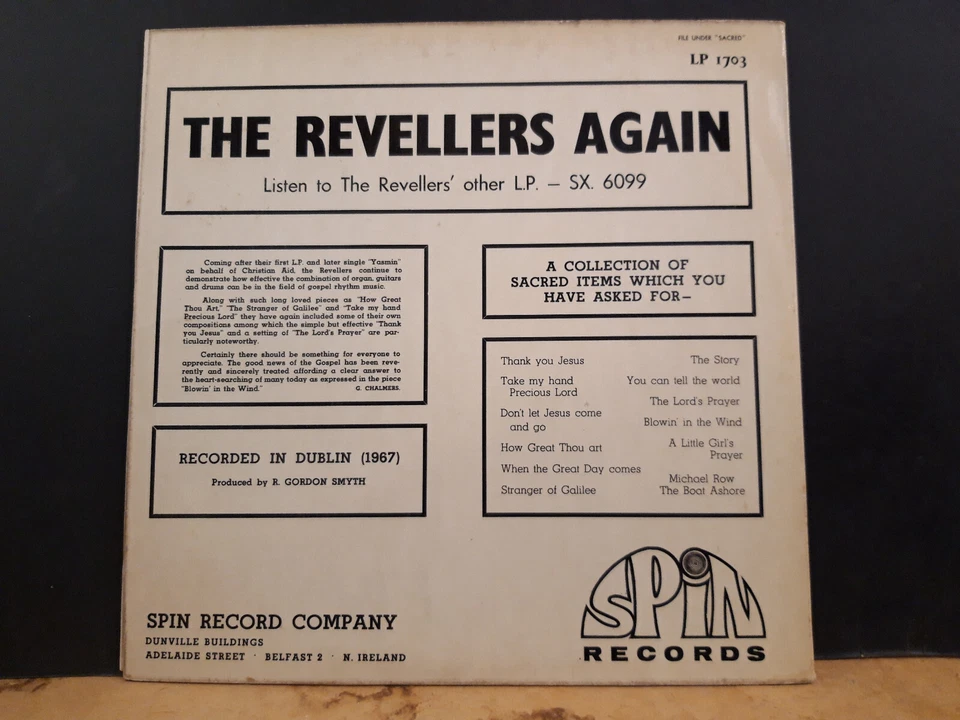 FILE UNDER "SACRED"
LP 1703
THE REVELLERS AGAIN
Listen to The Revellers' other L.P. – SX. 6099
Coming after their first L.P. and later single "Yasmin"
on behalf of Christian Aid, the Revellers continue to
demonstrate how effective the combination of organ, guitars
and drums can be in the field of gospel rhythm music.
Along with such long loved pieces as "How Great
Thou Art," "The Stranger of Galilee" and "Take my hand
Precious Lord" they have again included some of their own
compositions among which the simple but effective "Thank
you Jesus" and a setting of "The Lord's Prayer" are par-
ticularly noteworthy.
Certainly there should be something for everyone to
appreciate. The good news of the Gospel has been reve-
rently and sincerely treated affording a clear answer to
the heart-searching of many today as expressed in the piece
"Blowin' in the Wind." G. CHALMERS.
RECORDED IN DUBLIN (1967)
Produced by R. GORDON SMYTH
A COLLECTION OF
SACRED ITEMS WHICH YOU
HAVE ASKED FOR–
Thank you Jesus
Take my hand
Precious Lord
Don't let Jesus come
and go
How Great Thou art
When the Great Day comes
Stranger of Galilee
The Story
You can tell the world
The Lord's Prayer
Blowin' in the Wind
A Little Girl's
Prayer
Michael Row
The Boat Ashore
SPIN RECORD COMPANY
DUNVILLE BUILDINGS
ADELAIDE STREET · BELFAST 2 · N. IRELAND
SPiN
RECORDS